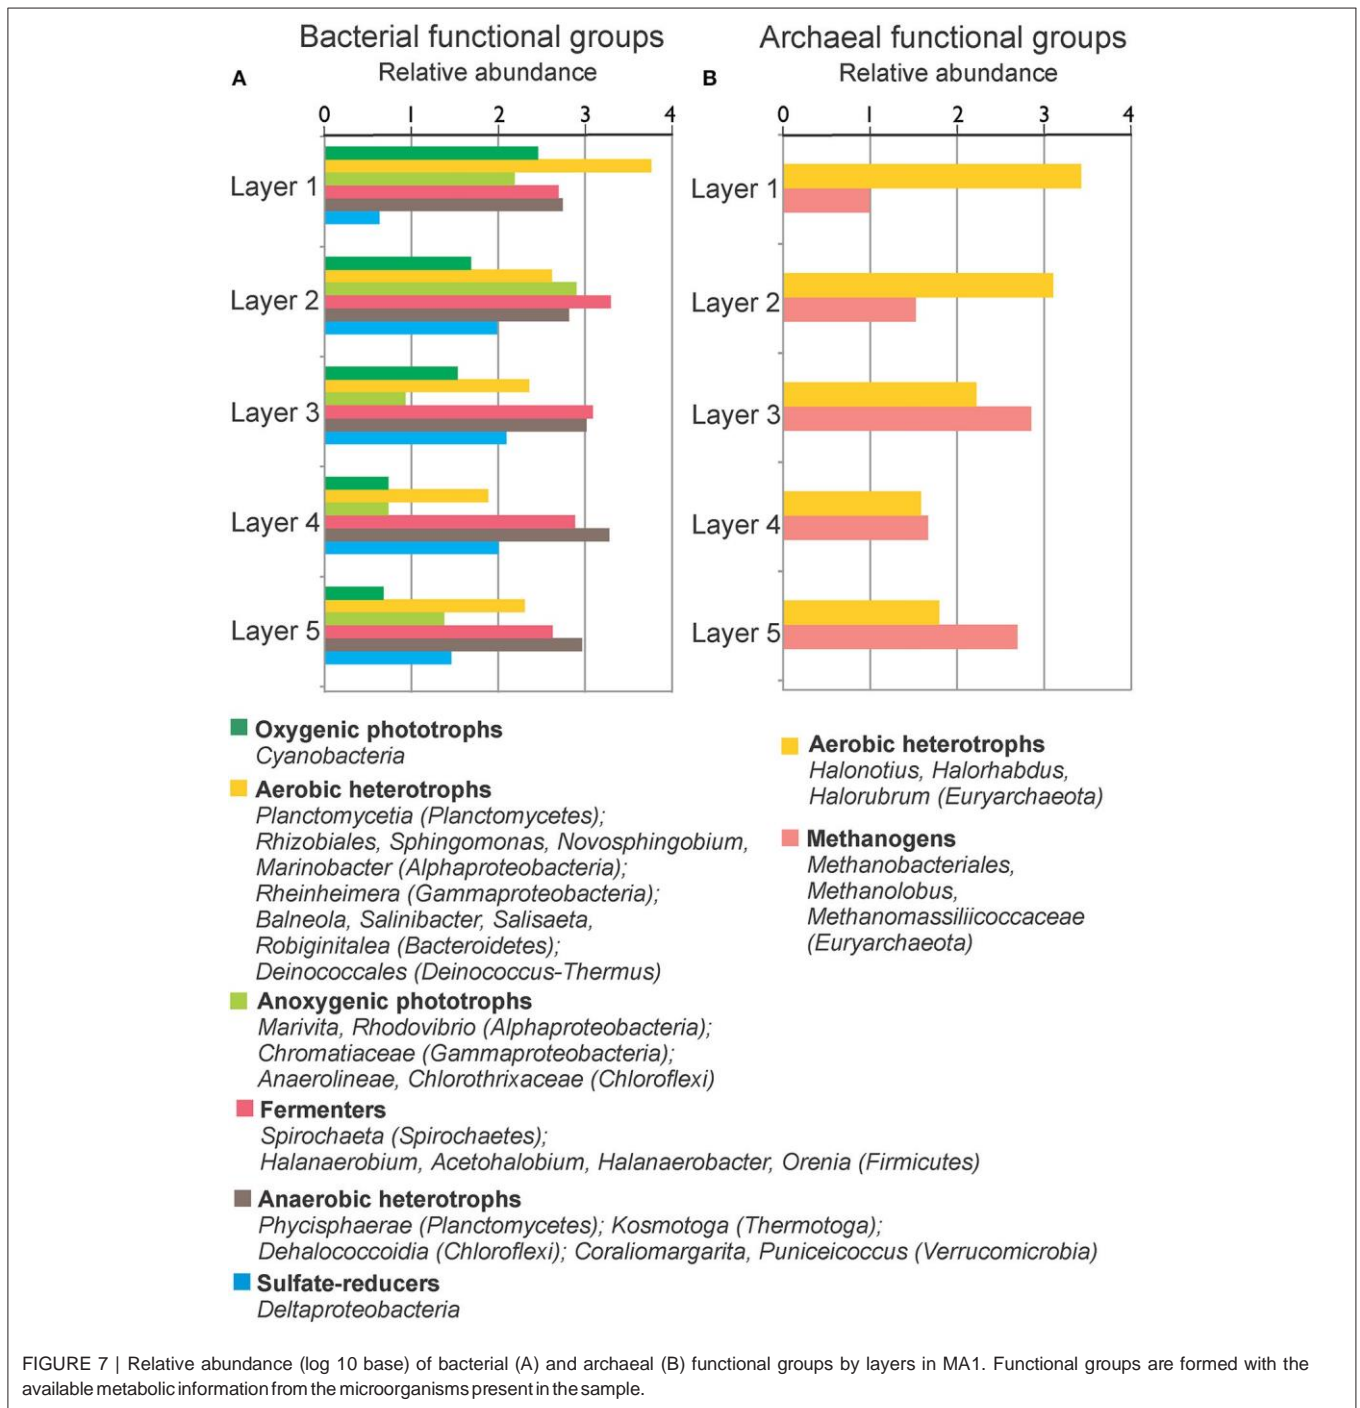 Bacterial functional groups
Relative abundance
A
0 1 2 3 4
Layer 1
Layer 2
Layer 3
Layer 4
Layer 5
Archaeal functional groups
Relative abundance
B
0 1 2 3 4
Layer 1
Layer 2
Layer 3
Layer 4
Layer 5
Oxygenic phototrophs
Cyanobacteria
Aerobic heterotrophs
Planctomycetia (Planctomycetes);
Rhizobiales, Sphingomonas, Novosphingobium,
Marinobacter (Alphaproteobacteria);
Rheinheimera (Gammaproteobacteria);
Balneola, Salinibacter, Salisaeta,
Robiginitalea (Bacteroidetes);
Deinococcales (Deinococcus-Thermus)
Anoxygenic phototrophs
Marivita, Rhodovibrio (Alphaproteobacteria);
Chromatiaceae (Gammaproteobacteria);
Anaerolineae, Chlorothrixaceae (Chloroflexi)
Fermenters
Spirochaeta (Spirochaetes);
Halanaerobium, Acetohalobium, Halanaerobacter, Orenia (Firmicutes)
Anaerobic heterotrophs
Phycisphaerae (Planctomycetes); Kosmotoga (Thermotoga);
Dehalococcoidia (Chloroflexi); Coraliomargarita, Puniceicoccus (Verrucomicrobia)
Sulfate-reducers
Deltaproteobacteria
Aerobic heterotrophs
Halonotius, Halorhabdus,
Halorubrum (Euryarchaeota)
Methanogens
Methanobacteriales,
Methanolobus,
Methanomassiliicoccaceae
(Euryarchaeota)
FIGURE 7 | Relative abundance (log 10 base) of bacterial (A) and archaeal (B) functional groups by layers in MA1. Functional groups are formed with the
available metabolic information from the microorganisms present in the sample.